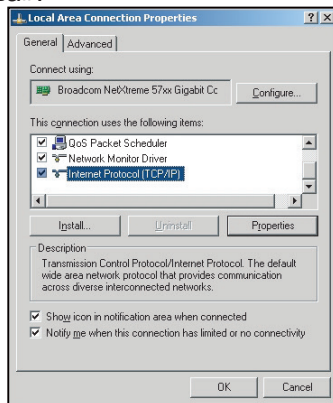 Local Area Connection Properties
General Advanced
Connect using:
Broadcom NetXtreme 57xx Gigabit Cc Configure...
This connection uses the following items:
QoS Packet Scheduler
Network Monitor Driver
Internet Protocol (TCP/IP)
Install... Uninstall Properties
Description
Transmission Control Protocol/Internet Protocol. The default
wide area network protocol that provides communication
across diverse interconnected networks.
Show icon in notification area when connected
Notify me when this connection has limited or no connectivity
OK Cancel